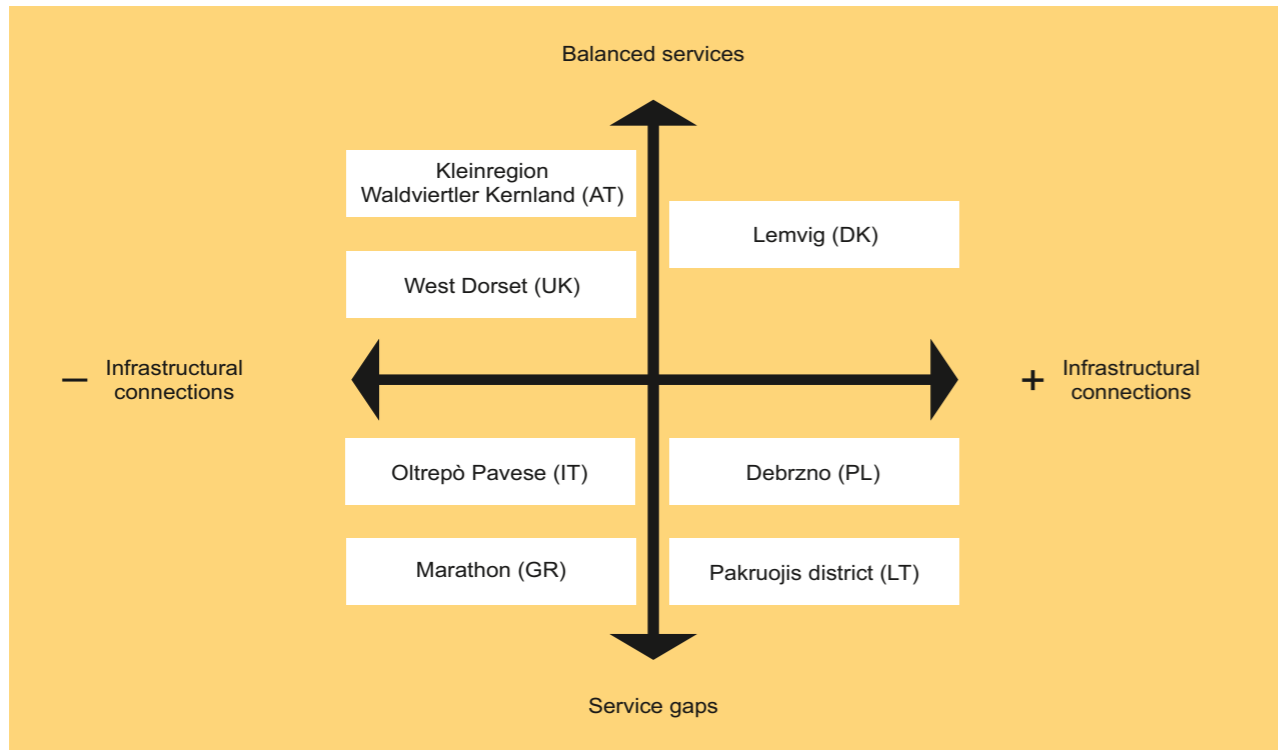 Balanced services
Kleinregion
Waldviertler Kernland (AT)
Lemvig (DK)
West Dorset (UK)
– Infrastructural
connections
+ Infrastructural
connections
Oltrepò Pavese (IT)
Debrzno (PL)
Marathon (GR)
Pakruojis district (LT)
Service gaps